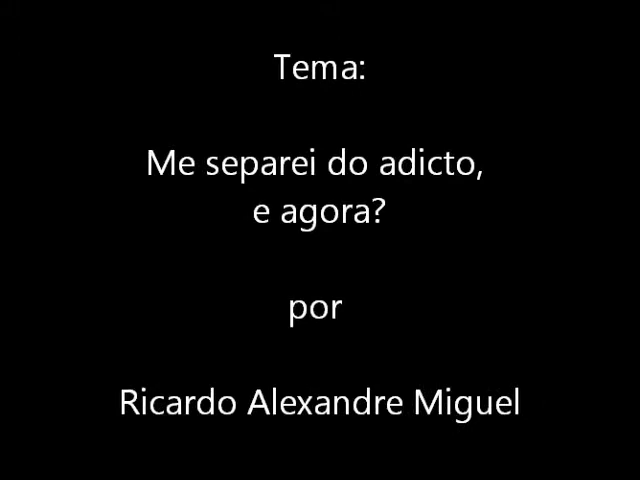 Tema:
Me separei do adicto,
e agora?
por
Ricardo Alexandre Miguel